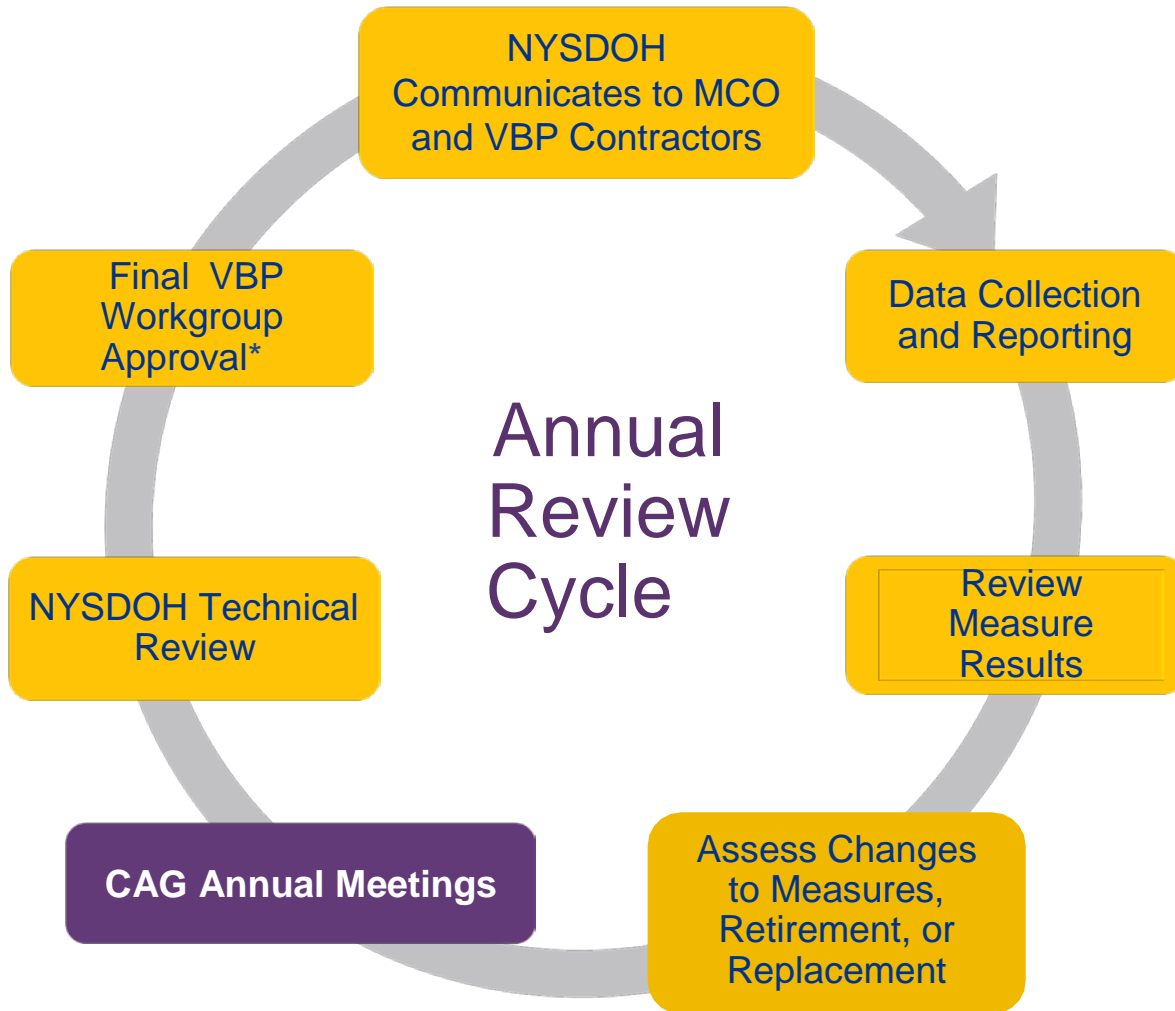 NYSDOH
Communicates to MCO
and VBP Contractors
Final VBP
Workgroup
Approval*
Data Collection
and Reporting
Annual
Review
Cycle
NYSDOH Technical
Review
Review
Measure
Results
CAG Annual Meetings
Assess Changes
to Measures,
Retirement, or
Replacement